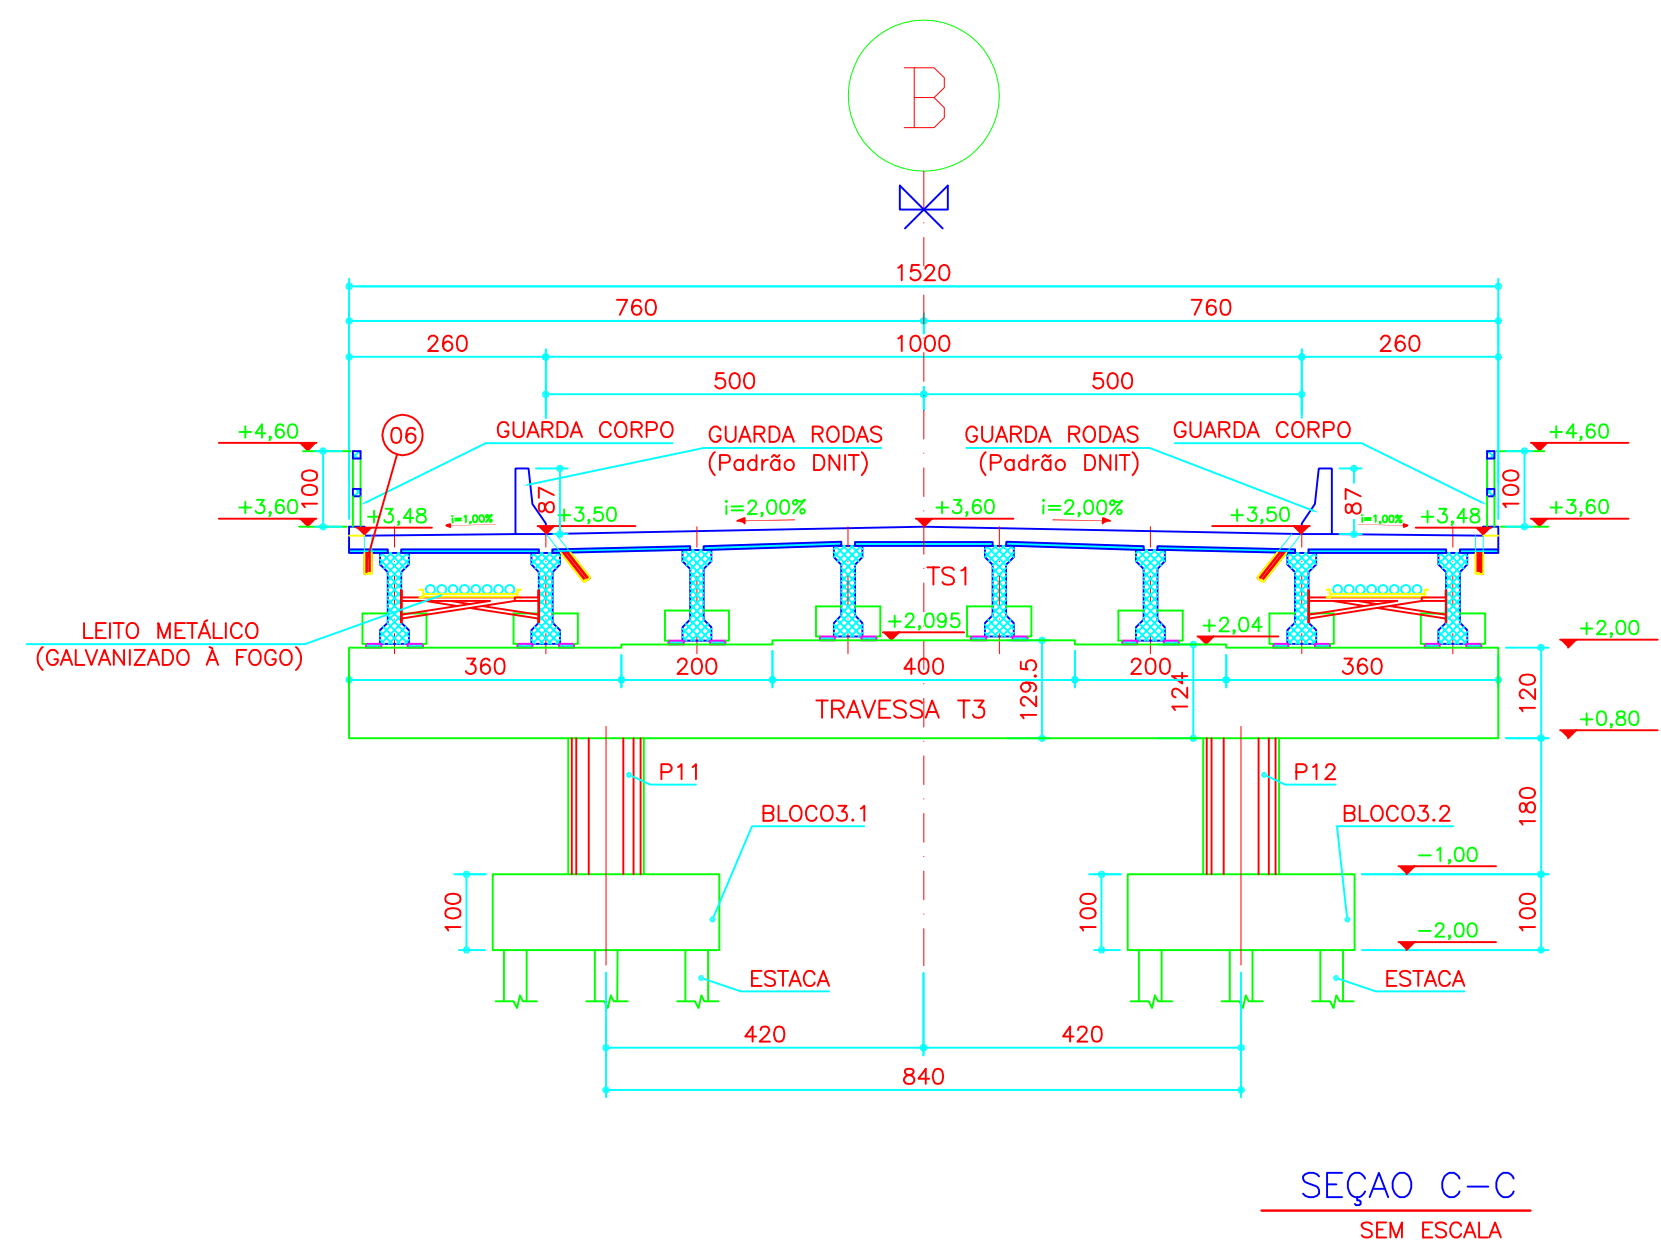 B
1520
760 760
260 1000 260
500 500
+4,60 06 GUARDA CORPO GUARDA RODAS GUARDA RODAS GUARDA CORPO +4,60
(Padrão DNIT) (Padrão DNIT)
100 87 87 100
+3,60 +3,48 i=1,00% +3,50 i=2,00% +3,60 i=2,00% +3,50 i=1,00% +3,48 +3,60
TS1
LEITO METÁLICO +2,095 +2,04 +2,00
(GALVANIZADO À FOGO)
360 200 400 200 360
129.5 124 120
TRAVESSA T3 +0,80
P11 P12
BLOCO3.1 BLOCO3.2 180
-1,00
100 100 100
-2,00
ESTACA ESTACA
420 420
840
SEÇAO C-C
SEM ESCALA